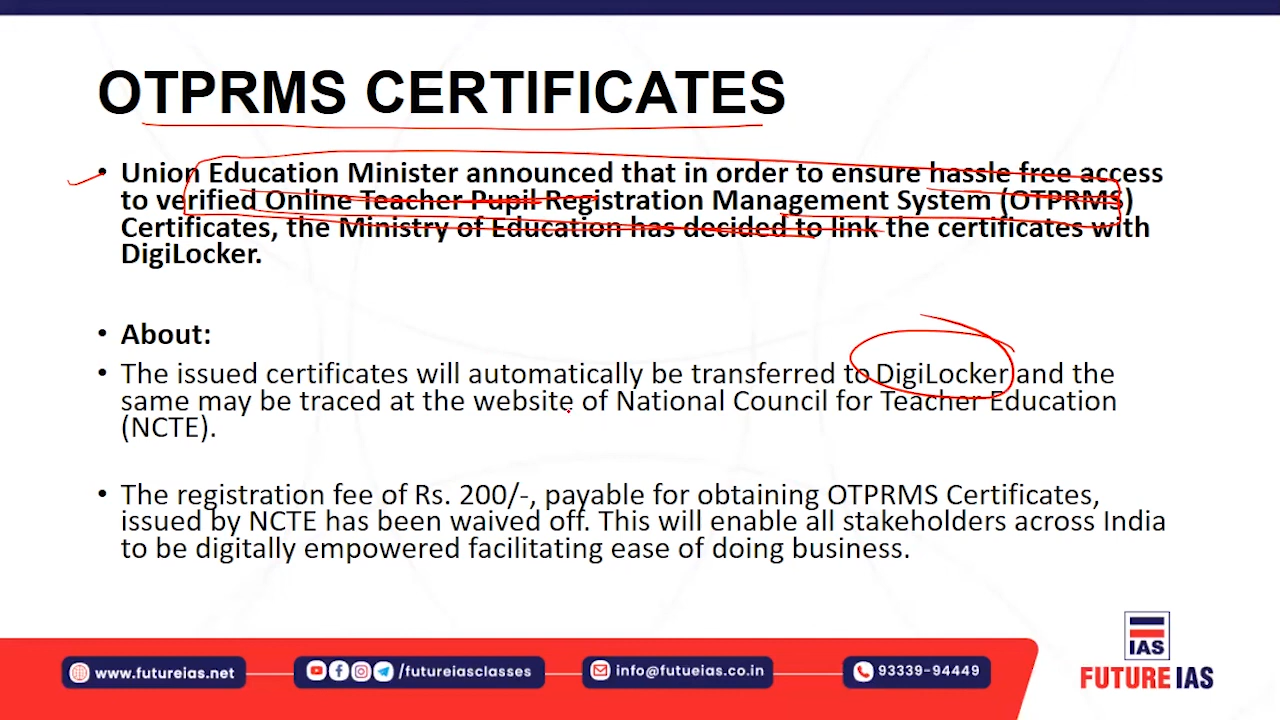 OTPRMS CERTIFICATES
• Union Education Minister announced that in order to ensure hassle free access
to verified Online Teacher Pupil Registration Management System (OTPRMS)
Certificates, the Ministry of Education has decided to link the certificates with
DigiLocker.
• About:
• The issued certificates will automatically be transferred to DigiLocker and the
same may be traced at the website of National Council for Teacher Education
(NCTE).
• The registration fee of Rs. 200/-, payable for obtaining OTPRMS Certificates,
issued by NCTE has been waived off. This will enable all stakeholders across India
to be digitally empowered facilitating ease of doing business.
www.futureias.net
/futureiasclasses
info@futueias.co.in
93339-94449
IAS
FUTURE IAS